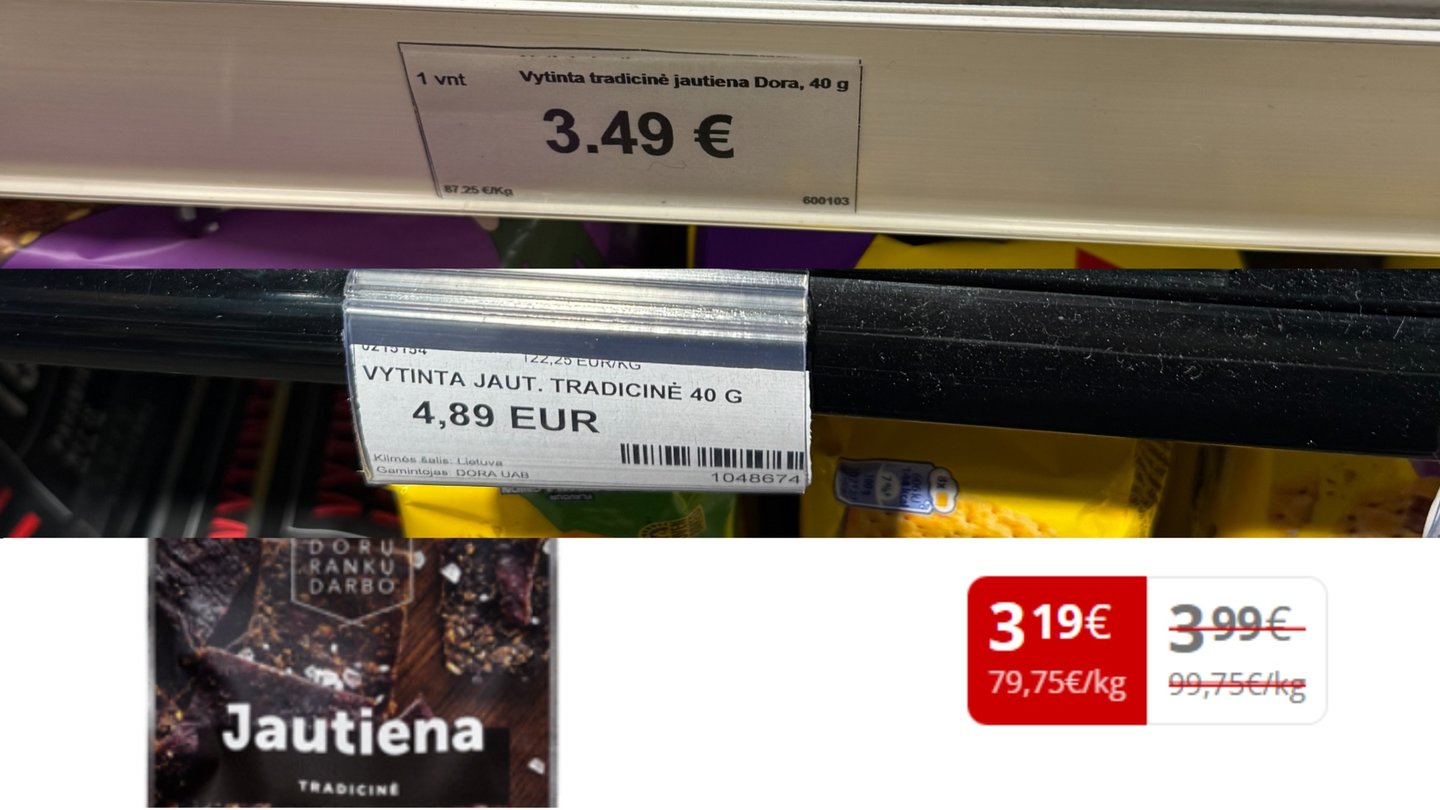 1 vnt Vytinta tradicinė jautiena Dora, 40 g
3.49 €
87.25 €/Kg 600103
0215154 122,25 EUR/KG
VYTINTA JAUT. TRADICINĖ 40 G
4,89 EUR
Kilmės šalis: Lietuva
Gamintojas: DORA UAB
1048674
DORU
RANKU
DARBO
Jautiena
TRADICINĖ
3 19€ 3 99€
79,75€/kg 99,75€/kg